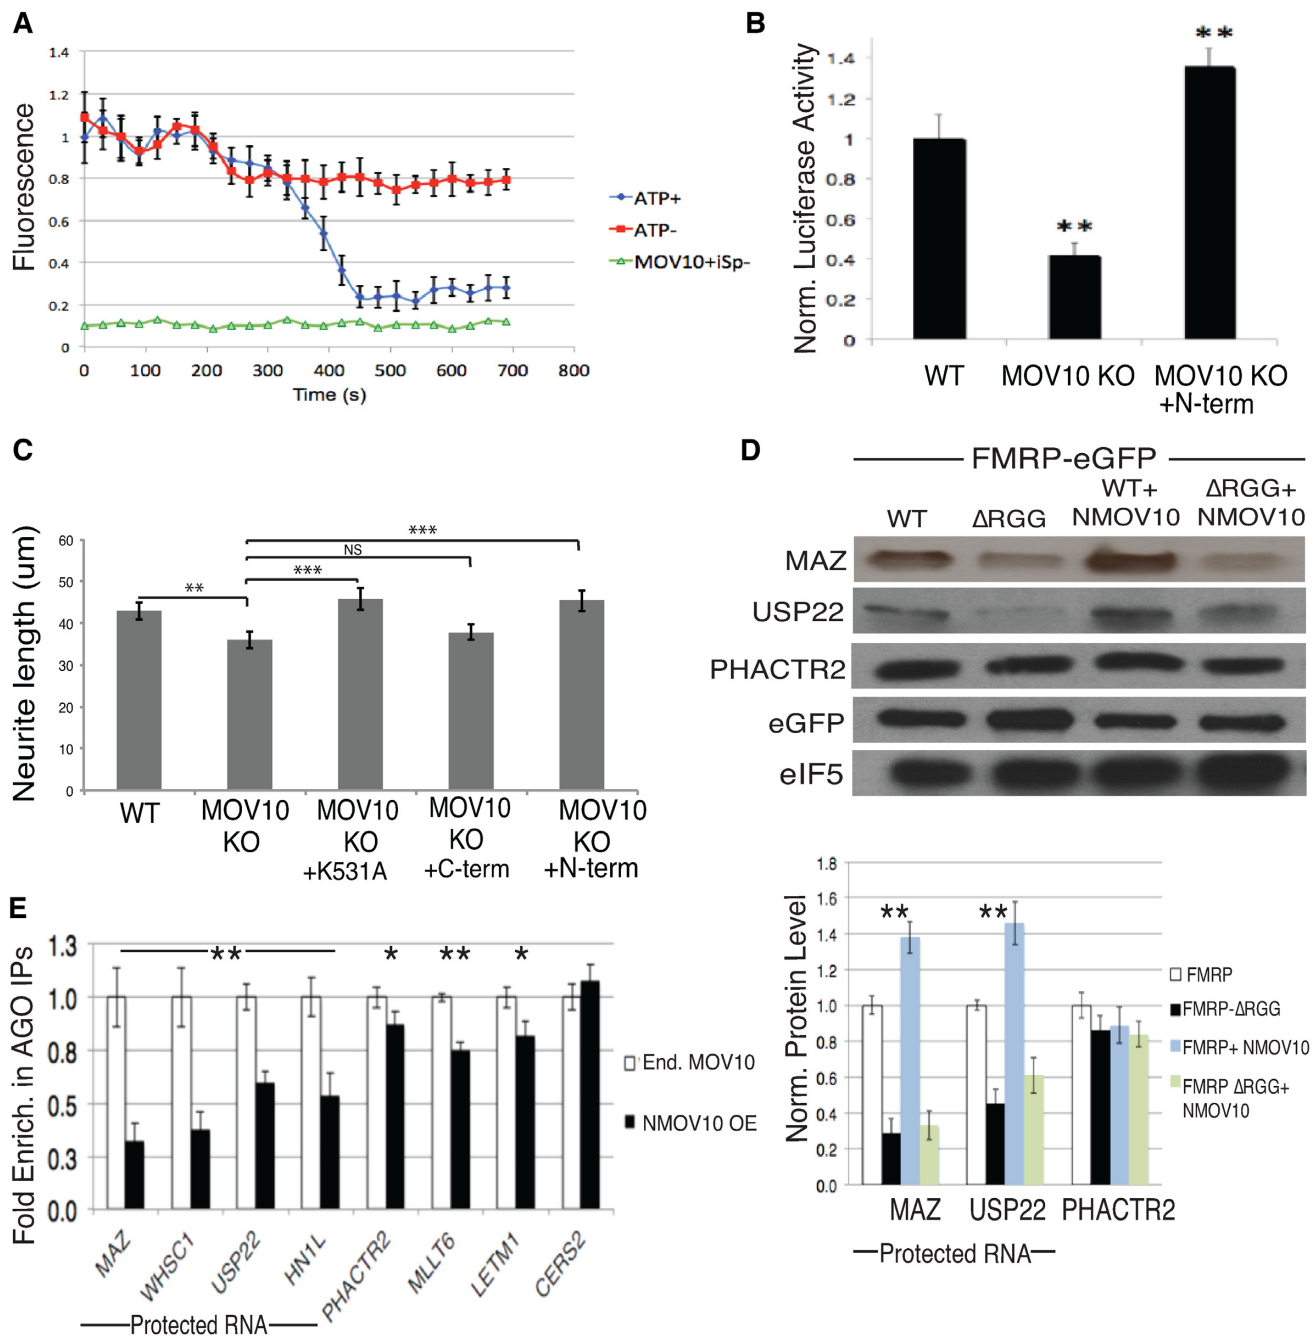 A
Fluorescence
1.4
1.2
1
0.8
0.6
0.4
0.2
0
0 100 200 300 400 500 600 700 800
Time (s)
ATP+
ATP-
MOV10+iSp-
B
Norm. Luciferase Activity
1.4
1.2
1
0.8
0.6
0.4
0.2
0
**
**
WT MOV10 KO MOV10 KO
+N-term
C
Neurite length (um)
60
50
40
30
20
10
0
**
***
NS
***
WT
MOV10
KO
MOV10
KO
+K531A
MOV10
KO
+C-term
MOV10
KO
+N-term
D
FMRP-eGFP
WT
ΔRGG
WT+
NMOV10
ΔRGG+
NMOV10
MAZ
USP22
PHACTR2
eGFP
eIF5
Norm. Protein Level
1.8
1.6
1.4
1.2
1.0
0.8
0.6
0.4
0.2
0.0
**
**
MAZ USP22 PHACTR2
Protected RNA
FMRP
FMRP-ΔRGG
FMRP+ NMOV10
FMRP ΔRGG+
NMOV10
E
Fold Enrich. in AGO IPs
1.3
1.0
0.8
0.5
0.3
0.0
**
*
**
*
MAZ
WHSC1
USP22
HN1L
PHACTR2
MLLT6
LETM1
CERS2
Protected RNA
End. MOV10
NMOV10 OE